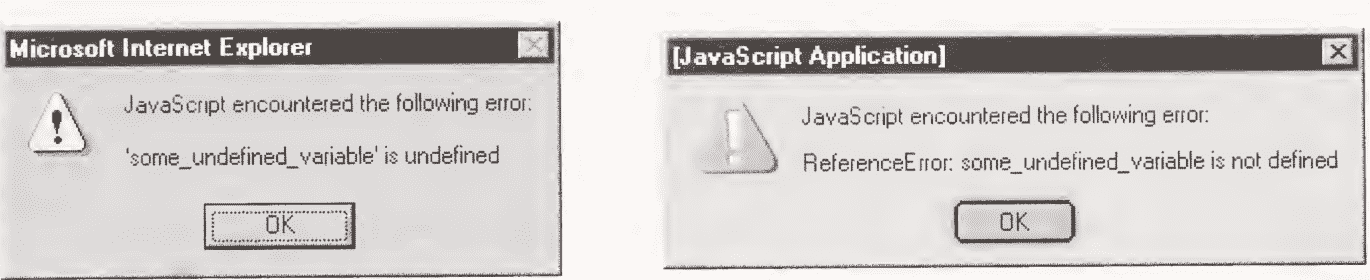 Microsoft Internet Explorer
JavaScript encountered the following error:
'some_undefined_variable' is undefined
OK
[JavaScript Application]
JavaScript encountered the following error:
ReferenceError: some_undefined_variable is not defined
OK